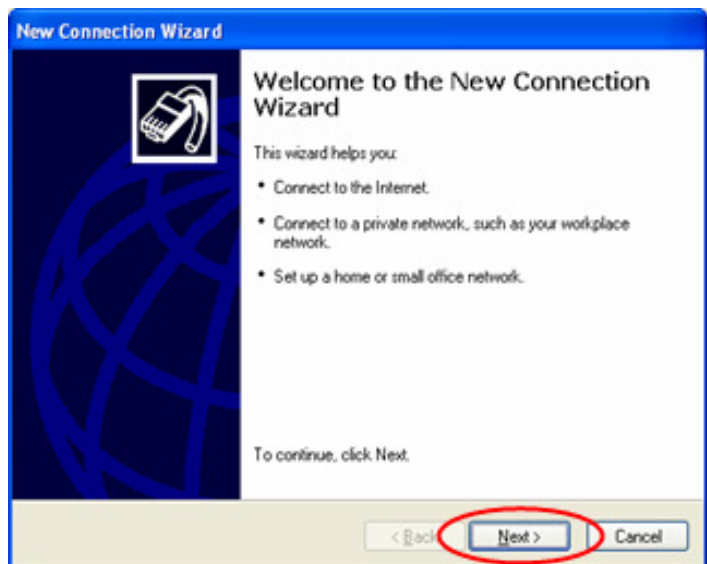 New Connection Wizard
Welcome to the New Connection
Wizard
This wizard helps you:
• Connect to the Internet.
• Connect to a private network, such as your workplace
network.
• Set up a home or small office network.
To continue, click Next.
< Back
Next >
Cancel